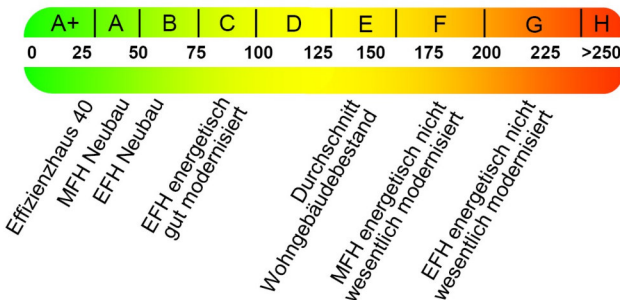 A+ A B C D E F G H
0 25 50 75 100 125 150 175 200 225 >250
Effizienzhaus 40
MFH Neubau
EFH Neubau
EFH energetisch
gut modernisiert
Durchschnitt
Wohngebäudebestand
MFH energetisch nicht
wesentlich modernisiert
EFH energetisch nicht
wesentlich modernisiert